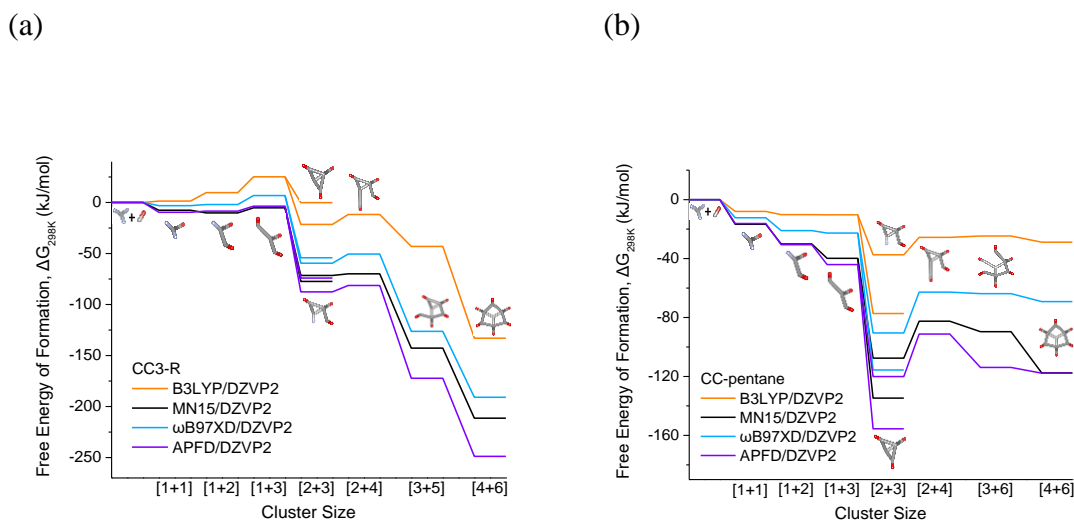 (a)
(b)
Free Energy of Formation, ΔG298K (kJ/mol)
0
-50
-100
-150
-200
-250
+
CC3-R
B3LYP/DZVP2
MN15/DZVP2
ωB97XD/DZVP2
APFD/DZVP2
[1+1] [1+2] [1+3] [2+3] [2+4] [3+5] [4+6]
Cluster Size
Free Energy of Formation, ΔG298K (kJ/mol)
0
-40
-80
-120
-160
+
CC-pentane
B3LYP/DZVP2
MN15/DZVP2
ωB97XD/DZVP2
APFD/DZVP2
[1+1] [1+2] [1+3] [2+3] [2+4] [3+6] [4+6]
Cluster Size